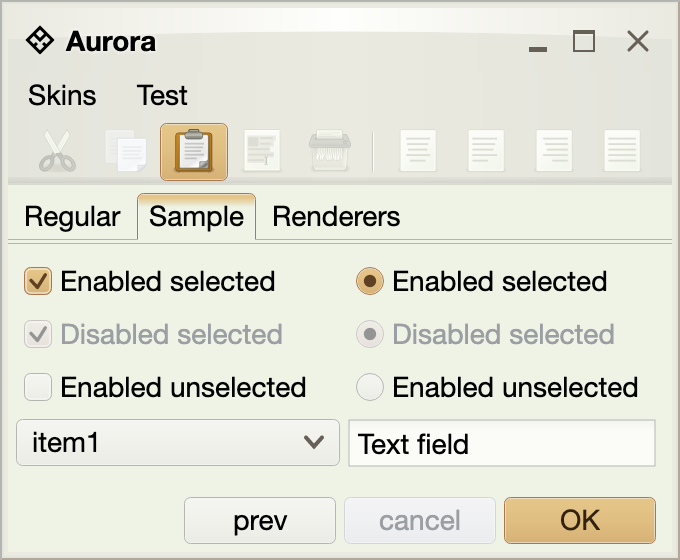 Aurora
Skins Test
Regular Sample Renderers
Enabled selected Enabled selected
Disabled selected Disabled selected
Enabled unselected Enabled unselected
item1 Text field
prev cancel OK